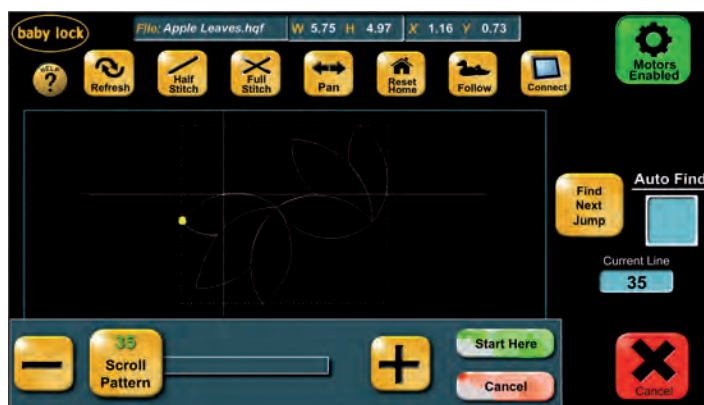 baby lock
File: Apple Leaves.hqf W 5.75 H 4.97 X 1.16 Y 0.73
Motors
Enabled
HELP
?
Refresh
Half
Stitch
Full
Stitch
Pan
Reset
Home
Follow
Connect
Find
Next
Jump
Auto Find
Current Line
35
35
Scroll
Pattern
Start Here
Cancel
Cancel